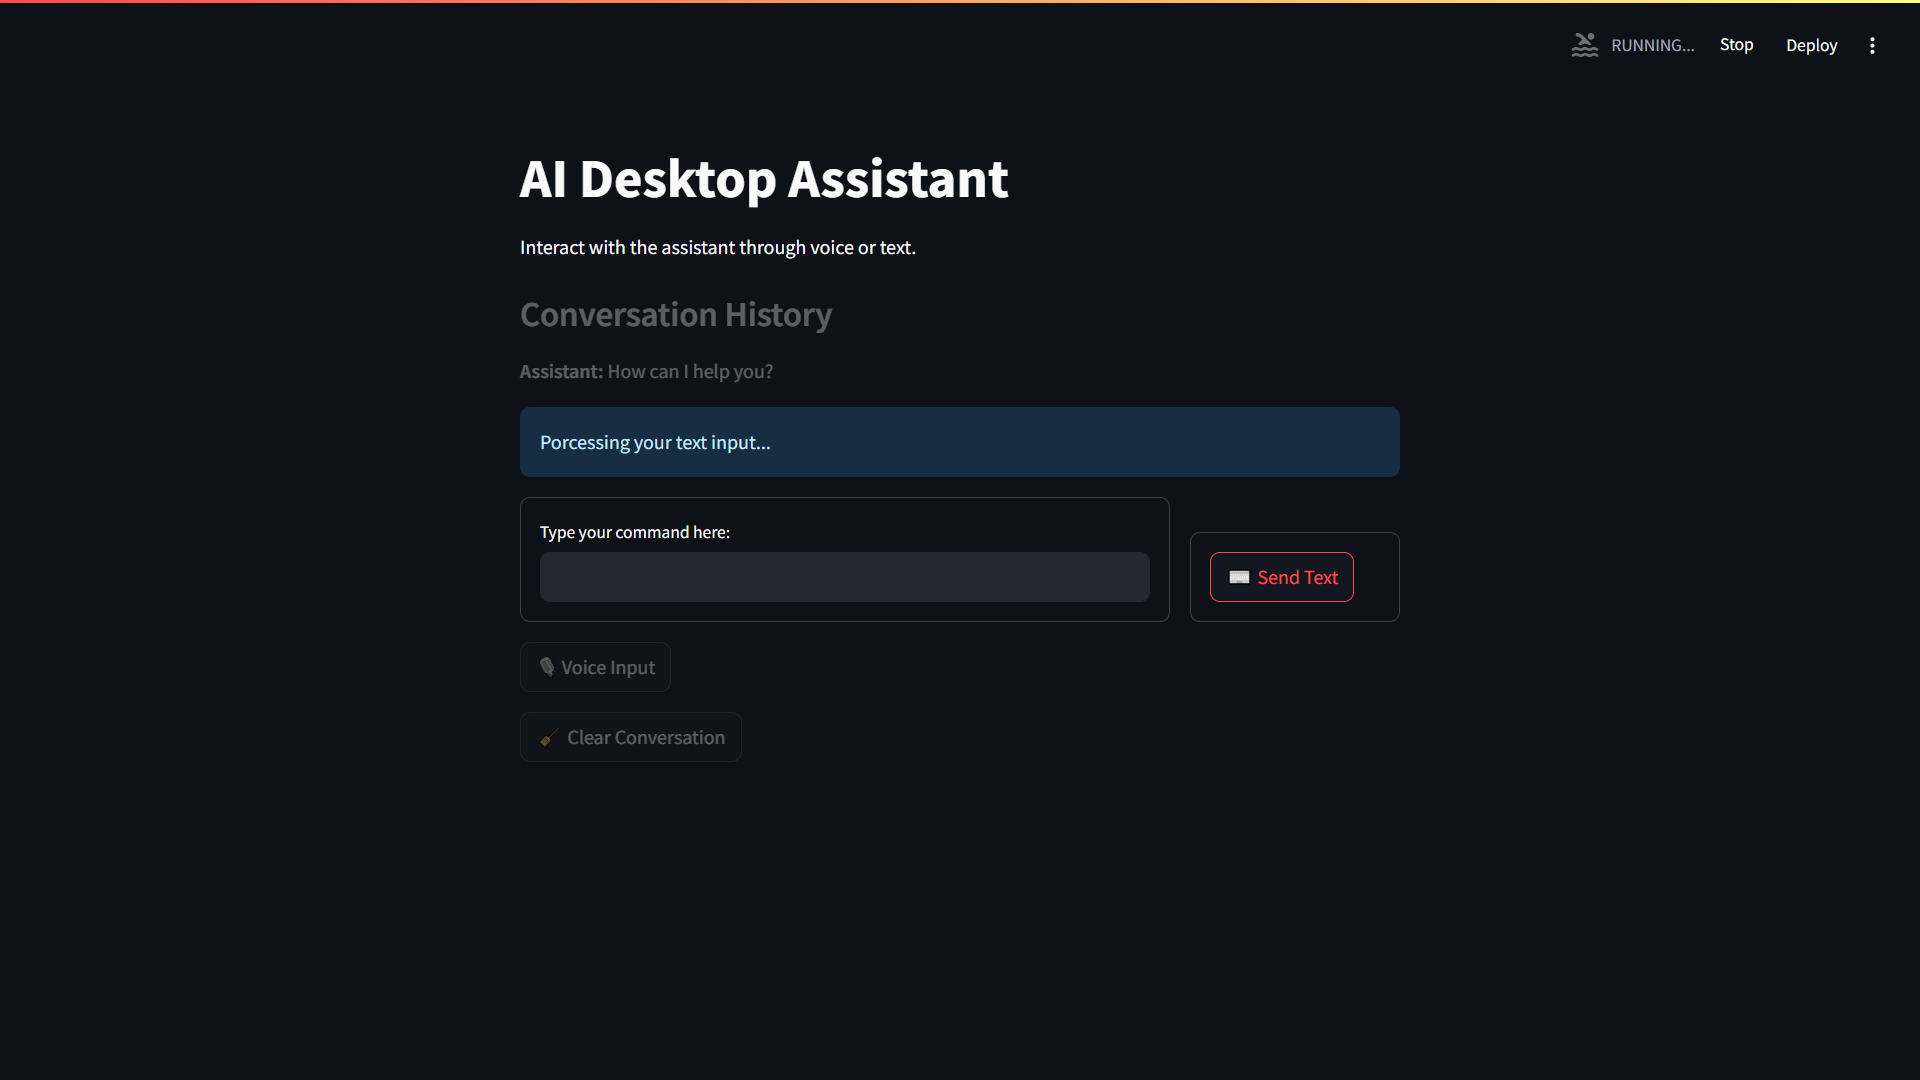 RUNNING...
Stop
Deploy
AI Desktop Assistant
Interact with the assistant through voice or text.
Conversation History
Assistant: How can I help you?
Porcessing your text input...
Type your command here:
Send Text
Voice Input
Clear Conversation